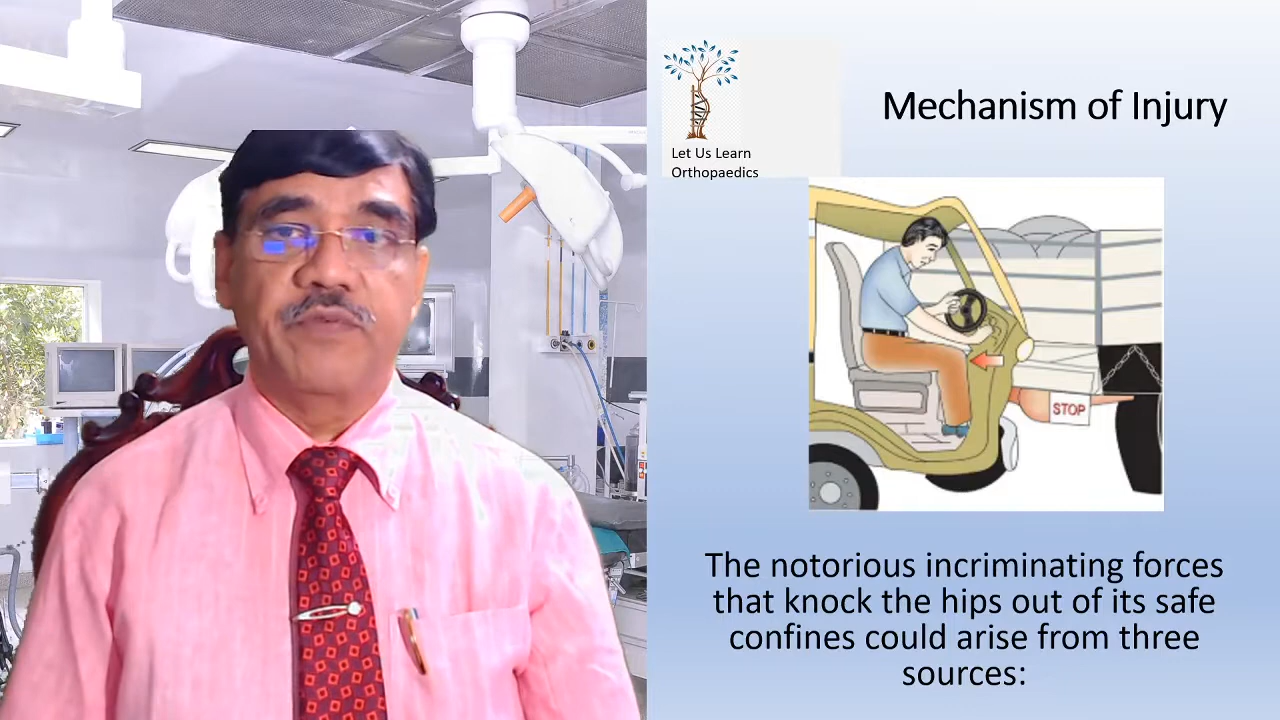 Let Us Learn
Orthopaedics
Mechanism of Injury
STOP
The notorious incriminating forces
that knock the hips out of its safe
confines could arise from three
sources: